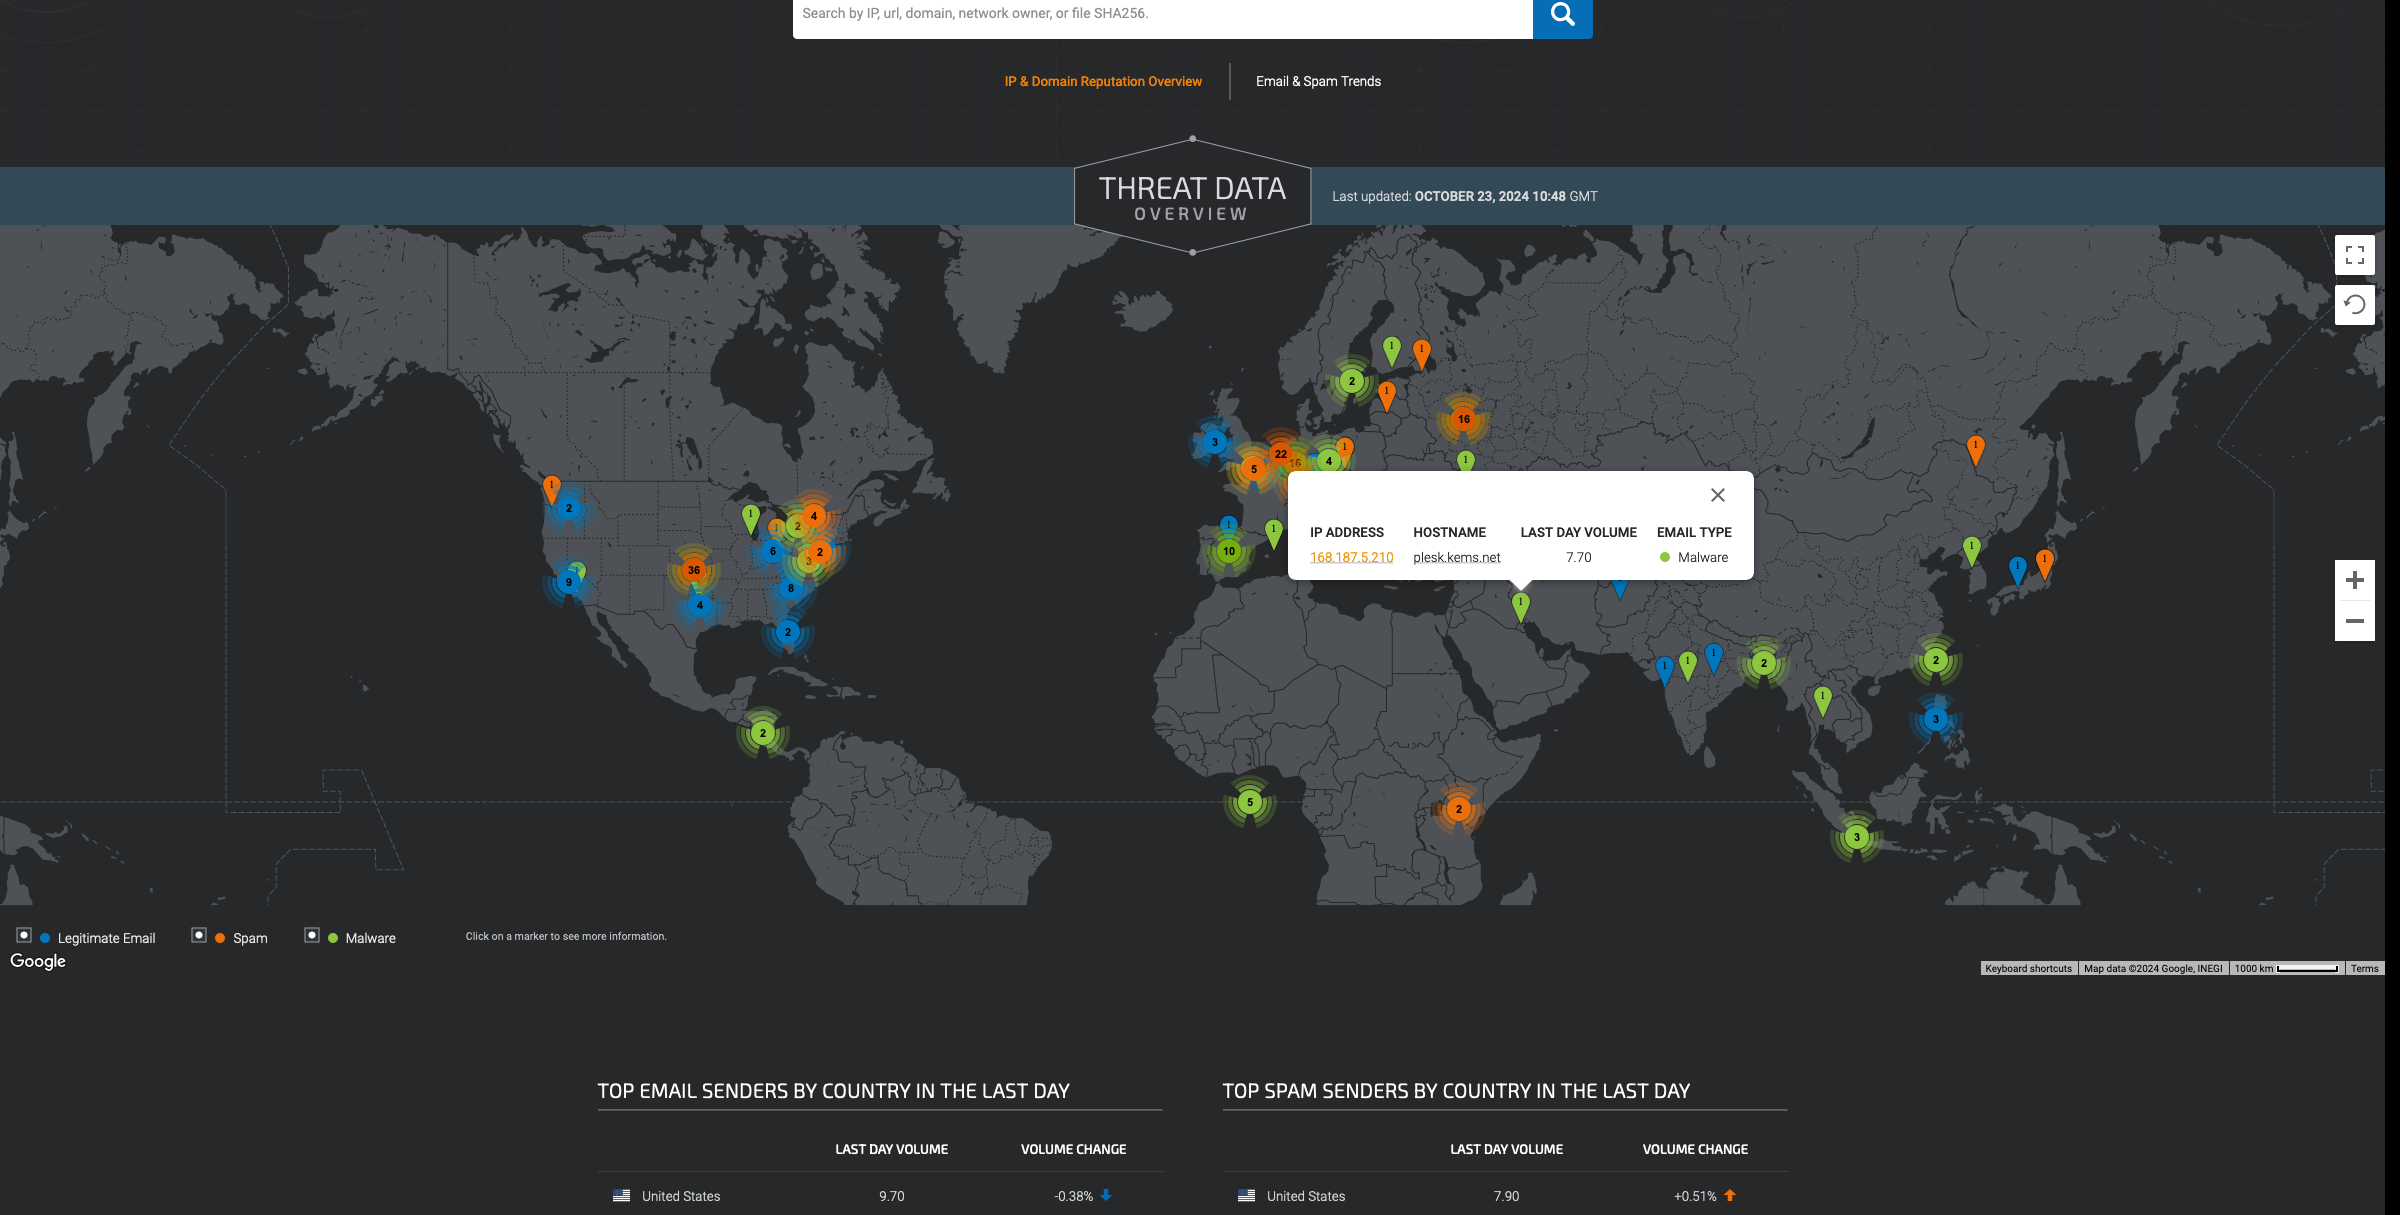 Search by IP, url, domain, network owner, or file SHA256.
IP & Domain Reputation Overview
Email & Spam Trends
THREAT DATA
OVERVIEW
Last updated: OCTOBER 23, 2024 10:48 GMT
1
1
2
1
16
3
22
16
5
4
1
1
1
1
2
1
2
4
1
6
2
3
36
1
9
8
4
2
1
1
10
IP ADDRESS HOSTNAME LAST DAY VOLUME EMAIL TYPE
168.187.5.210 plesk.kems.net 7.70 Malware
1
1
1
1
1
1
1
1
2
2
1
3
2
5
2
3
Legitimate Email
Spam
Malware
Click on a marker to see more information.
Google
Keyboard shortcuts
Map data ©2024 Google, INEGI
1000 km
Terms
TOP EMAIL SENDERS BY COUNTRY IN THE LAST DAY
LAST DAY VOLUME VOLUME CHANGE
United States 9.70 -0.38%
TOP SPAM SENDERS BY COUNTRY IN THE LAST DAY
LAST DAY VOLUME VOLUME CHANGE
United States 7.90 +0.51%